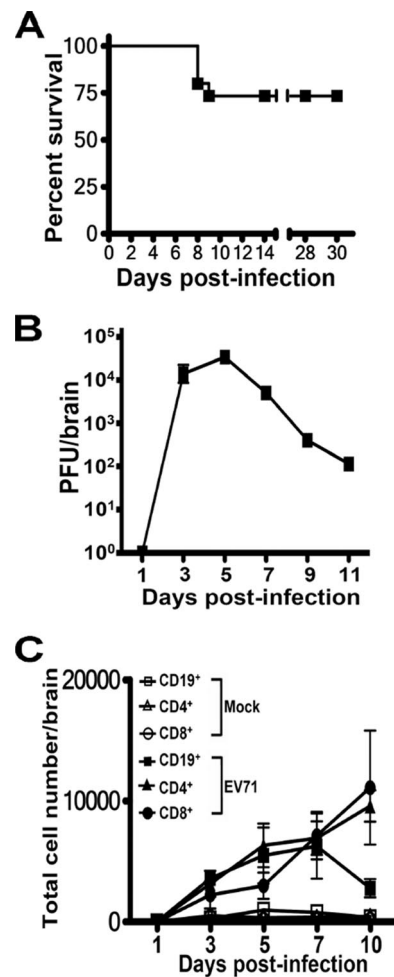 A
Percent survival
100
75
50
25
0
0 2 4 6 8 10 12 14 28 30
Days post-infection
B
PFU/brain
10⁵
10⁴
10³
10²
10¹
10⁰
1 3 5 7 9 11
Days post-infection
C
Total cell number/brain
20000
10000
0
CD19⁺
CD4⁺
CD8⁺
Mock
CD19⁺
CD4⁺
CD8⁺
EV71
1 3 5 7 10
Days post-infection